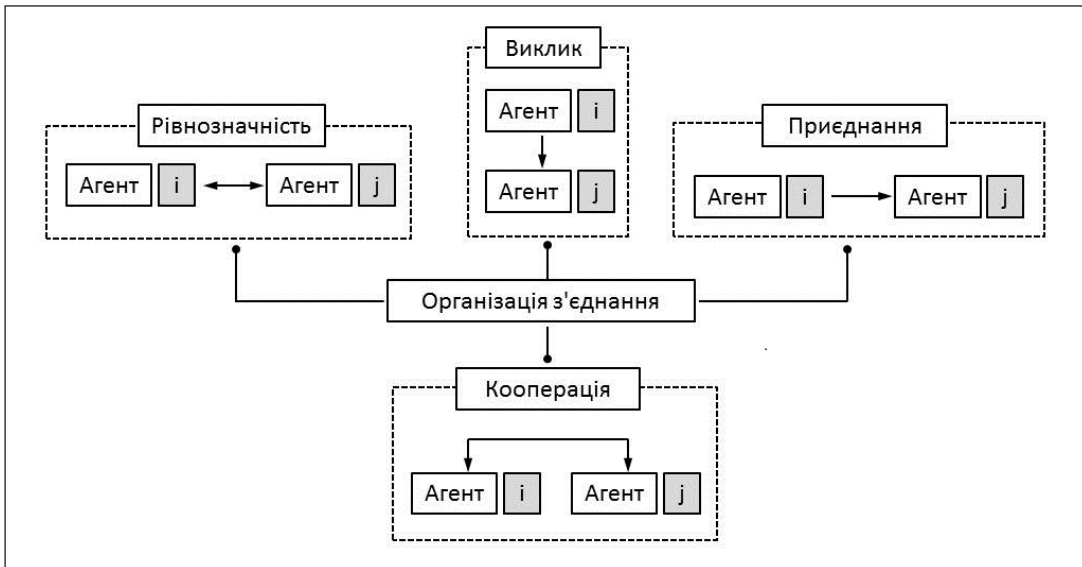 Виклик
Агент i
Агент j
Рівнозначність
Агент i Агент j
Приєднання
Агент i Агент j
Організація з'єднання
Кооперація
Агент i Агент j